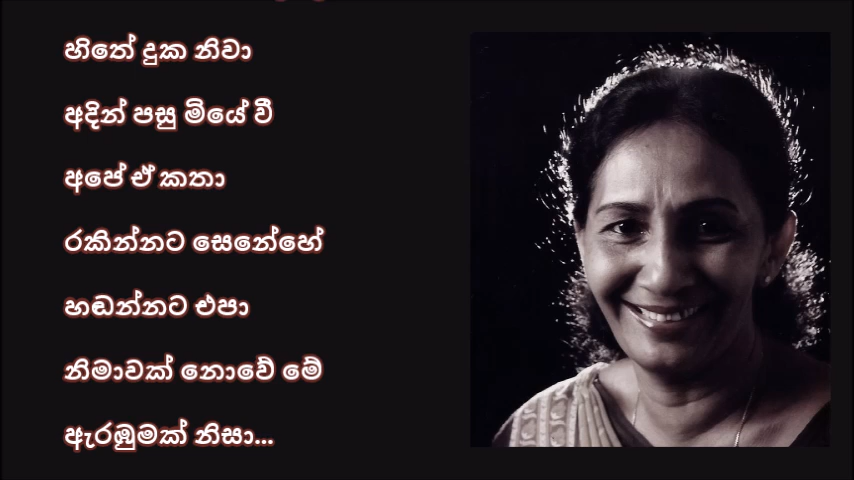 හිතේ දුක නිවා
අදින් පසු මියේ වී
අපේ ඒ කතා
රකින්නට සෙනේහේ
හඬන්නට එපා
නිමාවක් නොවේ මේ
ඇරඹුමක් නිසා...